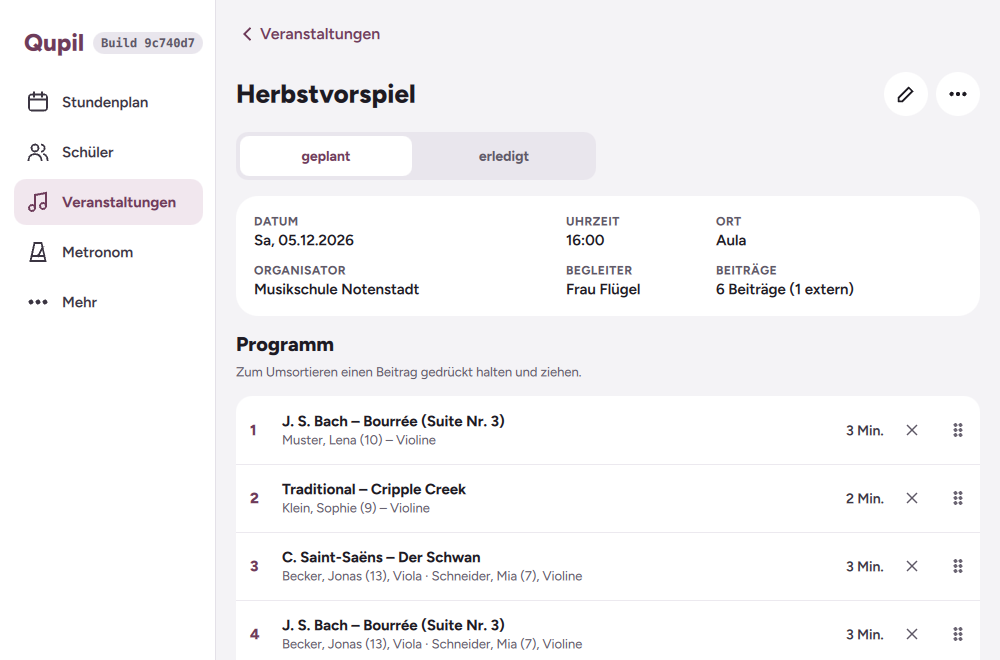 Qupil
Build 9c740d7
Stundenplan
Schüler
Veranstaltungen
Metronom
Mehr
Veranstaltungen
Herbstvorspiel
geplant
erledigt
DATUM
Sa, 05.12.2026
UHRZEIT
16:00
ORT
Aula
ORGANISATOR
Musikschule Notenstadt
BEGLEITER
Frau Flügel
BEITRÄGE
6 Beiträge (1 extern)
Programm
Zum Umsortieren einen Beitrag gedrückt halten und ziehen.
1
J. S. Bach – Bourrée (Suite Nr. 3)
Muster, Lena (10) – Violine
3 Min.
2
Traditional – Cripple Creek
Klein, Sophie (9) – Violine
2 Min.
3
C. Saint-Saëns – Der Schwan
Becker, Jonas (13), Viola · Schneider, Mia (7), Violine
3 Min.
4
J. S. Bach – Bourrée (Suite Nr. 3)
Becker, Jonas (13), Viola · Schneider, Mia (7), Violine
3 Min.